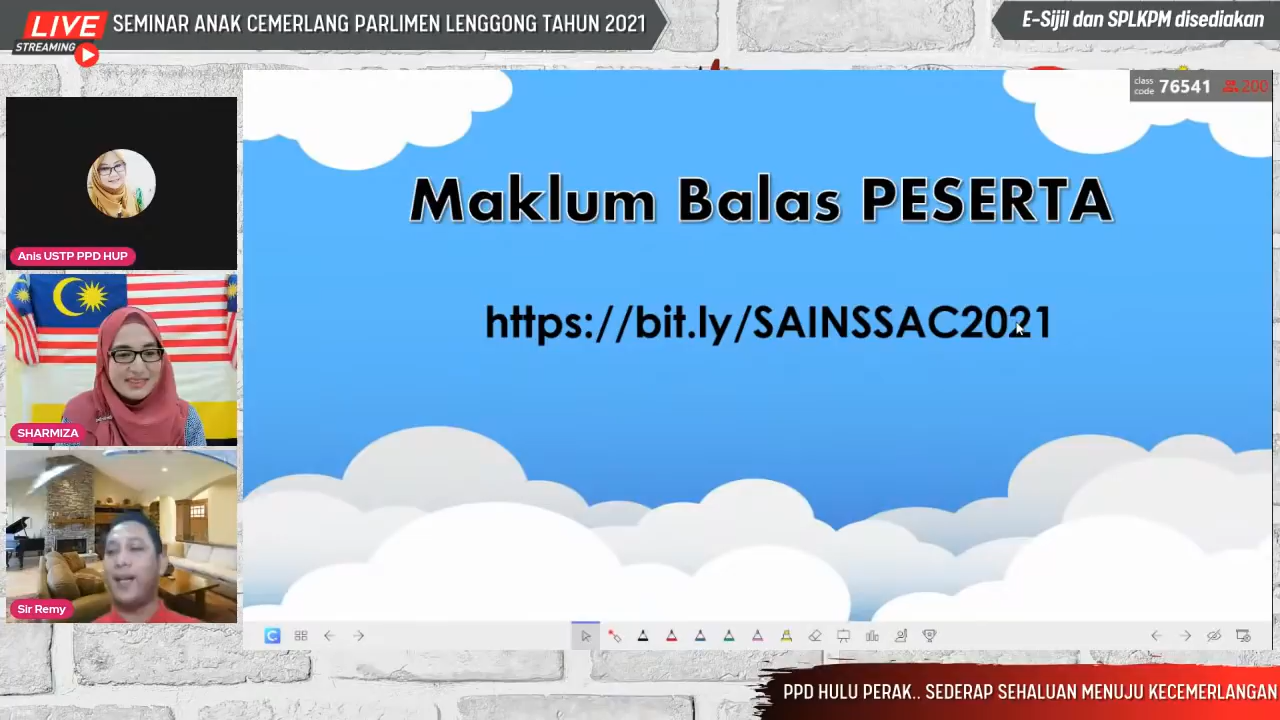 LIVE
STREAMING
SEMINAR ANAK CEMERLANG PARLIMEN LENGGONG TAHUN 2021
E-Sijil dan SPLKPM disediakan
class code 76541 200
Maklum Balas PESERTA
https://bit.ly/SAINSSAC2021
Anis USTP PPD HUP
SHARMIZA
Sir Remy
C
PPD HULU PERAK.. SEDERAP SEHALUAN MENUJU KECEMERLANGAN